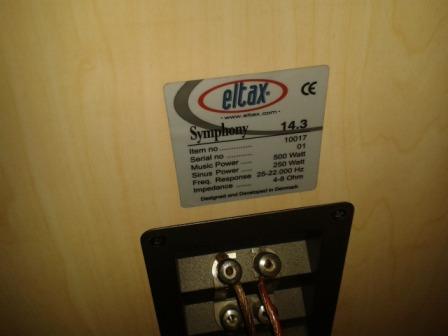 eltax®
• www.eltax.com •
CE
Symphony 14.3
Item no .............. 10017
Serial no .............. 01
Music Power ..... 500 Watt
Sinus Power ..... 250 Watt
Freq. Response 25-22.000 Hz
Impedance ....... 4-8 Ohm
Designed and Developed in Denmark